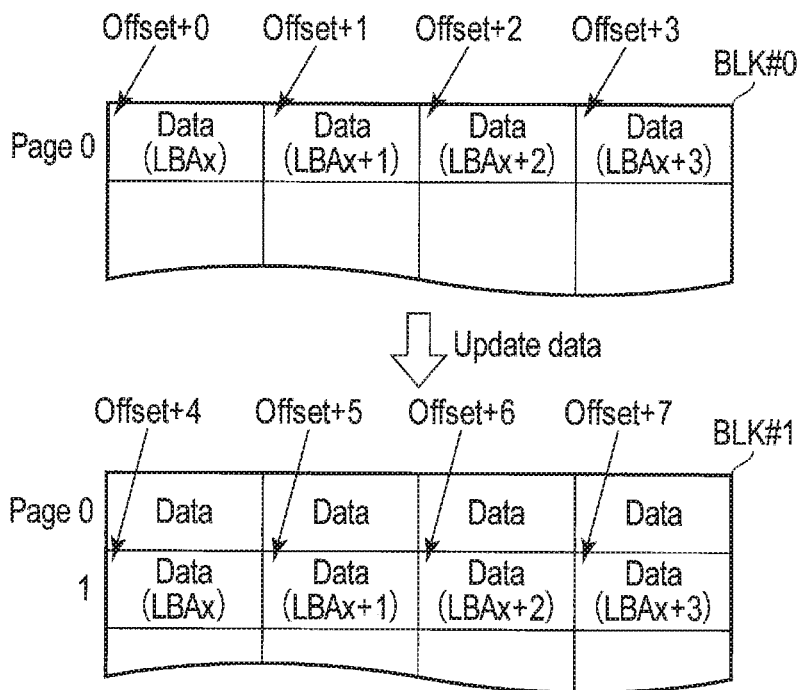 Offset+0 Offset+1 Offset+2 Offset+3
BLK#0
Page 0 Data Data Data Data
(LBAx) (LBAx+1) (LBAx+2) (LBAx+3)
Update data
Offset+4 Offset+5 Offset+6 Offset+7
BLK#1
Page 0 Data Data Data Data
1 Data Data Data Data
(LBAx) (LBAx+1) (LBAx+2) (LBAx+3)